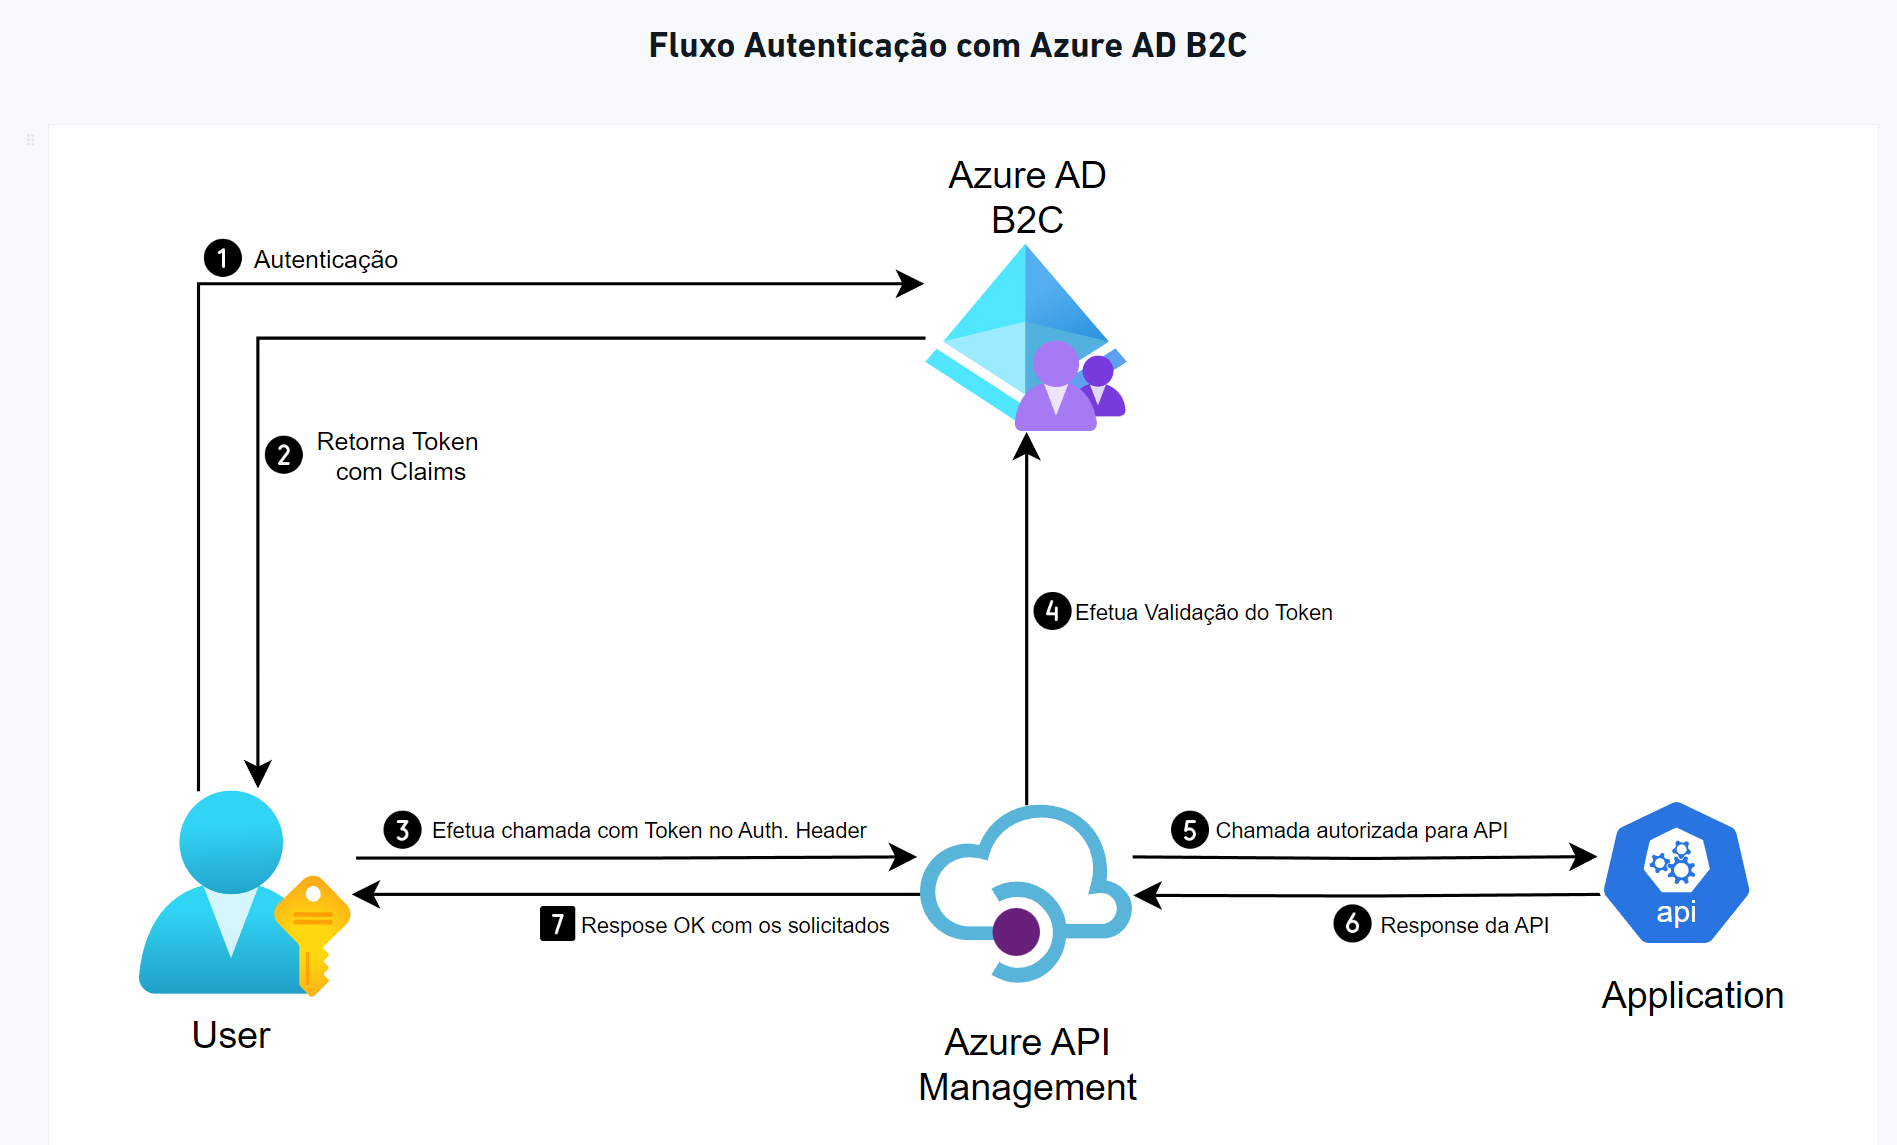 Fluxo Autenticação com Azure AD B2C
Azure AD
B2C
1 Autenticação
2 Retorna Token
com Claims
4 Efetua Validação do Token
3 Efetua chamada com Token no Auth. Header
5 Chamada autorizada para API
7 Respose OK com os solicitados
6 Response da API
api
User
Azure API
Management
Application